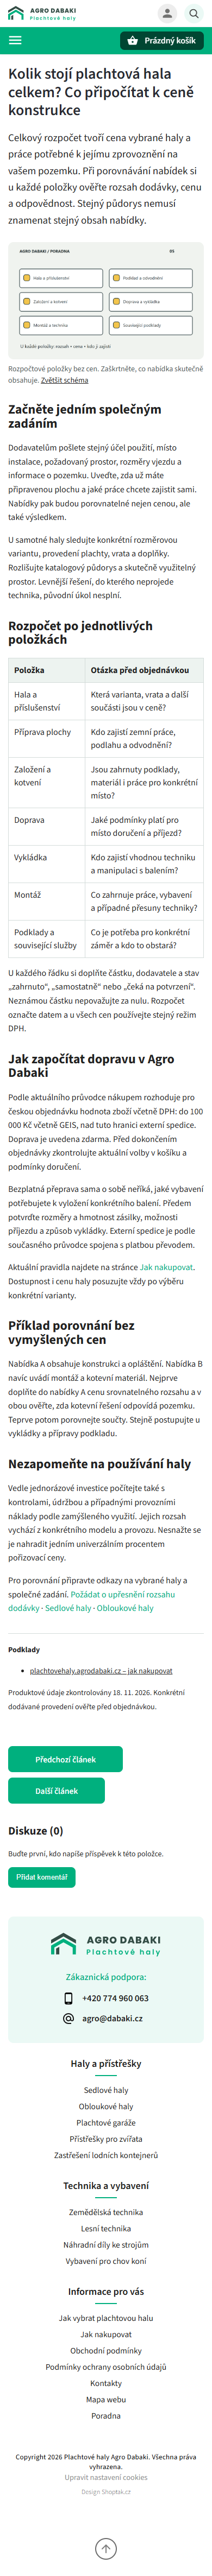 AGRO DABAKI
Plachtové haly
Prázdný košík
Kolik stojí plachtová hala
celkem? Co připočítat k ceně
konstrukce
Celkový rozpočet tvoří cena vybrané haly a
práce potřebné k jejímu zprovoznění na
vašem pozemku. Při porovnávání nabídek si
u každé položky ověřte rozsah dodávky, cenu
a odpovědnost. Stejný půdorys nemusí
znamenat stejný obsah nabídky.
AGRO DABAKI / PORADNA
05
Hala a příslušenství
Podklad a odvodnění
Založení a kotvení
Doprava a vykládka
Montáž a technika
Související podklady
U každé položky: rozsah + cena + kdo ji zajistí
Rozpočtové položky bez cen. Zaškrtněte, co nabídka skutečně
obsahuje. Zvětšit schéma
Začněte jedním společným
zadáním
Dodavatelům pošlete stejný účel použití, místo
instalace, požadovaný prostor, rozměry vjezdu a
informace o pozemku. Uveďte, zda už máte
připravenou plochu a jaké práce chcete zajistit sami.
Nabídky pak budou porovnatelné nejen cenou, ale
také výsledkem.
U samotné haly sledujte konkrétní rozměrovou
variantu, provedení plachty, vrata a doplňky.
Rozlišujte katalogový půdorys a skutečně využitelný
prostor. Levnější řešení, do kterého neprojede
technika, původní úkol nesplní.
Rozpočet po jednotlivých
položkách
Položka
Otázka před objednávkou
Hala a
příslušenství
Která varianta, vrata a další
součásti jsou v ceně?
Příprava plochy
Kdo zajistí zemní práce,
podlahu a odvodnění?
Založení a
kotvení
Jsou zahrnuty podklady,
materiál i práce pro konkrétní
místo?
Doprava
Jaké podmínky platí pro
místo doručení a příjezd?
Vykládka
Kdo zajistí vhodnou techniku
a manipulaci s balením?
Montáž
Co zahrnuje práce, vybavení
a případné přesuny techniky?
Podklady a
související služby
Co je potřeba pro konkrétní
záměr a kdo to obstará?
U každého řádku si doplňte částku, dodavatele a stav
„zahrnuto“, „samostatně“ nebo „čeká na potvrzení“.
Neznámou částku nepovažujte za nulu. Rozpočet
označte datem a u všech cen používejte stejný režim
DPH.
Jak započítat dopravu v Agro
Dabaki
Podle aktuálního průvodce nákupem rozhoduje pro
českou objednávku hodnota zboží včetně DPH: do 100
000 Kč včetně GEIS, nad tuto hranici externí spedice.
Doprava je uvedena zdarma. Před dokončením
objednávky zkontrolujte aktuální volby v košíku a
podmínky doručení.
Bezplatná přeprava sama o sobě neříká, jaké vybavení
potřebujete k vyložení konkrétního balení. Předem
potvrďte rozměry a hmotnost zásilky, možnosti
příjezdu a způsob vykládky. Externí spedice je podle
současného průvodce spojena s platbou převodem.
Aktuální pravidla najdete na stránce Jak nakupovat.
Dostupnost i cenu haly posuzujte vždy po výběru
konkrétní varianty.
Příklad porovnání bez
vymyšlených cen
Nabídka A obsahuje konstrukci a opláštění. Nabídka B
navíc uvádí montáž a kotevní materiál. Nejprve
doplňte do nabídky A cenu srovnatelného rozsahu a v
obou ověřte, zda kotevní řešení odpovídá pozemku.
Teprve potom porovnejte součty. Stejně postupujte u
vykládky a přípravy podkladu.
Nezapomeňte na používání haly
Vedle jednorázové investice počítejte také s
kontrolami, údržbou a případnými provozními
náklady podle zamýšleného využití. Jejich rozsah
vychází z konkrétního modelu a provozu. Nesnažte se
je nahradit jedním univerzálním procentem
pořizovací ceny.
Pro porovnání připravte odkazy na vybrané haly a
společné zadání. Požádat o upřesnění rozsahu
dodávky · Sedlové haly · Obloukové haly
Podklady
plachtovehaly.agrodabaki.cz – jak nakupovat
Produktové údaje zkontrolovány 18. 11. 2026. Konkrétní
dodávané provedení ověřte před objednávkou.
Předchozí článek
Další článek
Diskuze (0)
Buďte první, kdo napíše příspěvek k této položce.
Přidat komentář
AGRO DABAKI
Plachtové haly
Zákaznická podpora:
+420 774 960 063
agro@dabaki.cz
Haly a přístřešky
Sedlové haly
Obloukové haly
Plachtové garáže
Přístřešky pro zvířata
Zastřešení lodních kontejnerů
Technika a vybavení
Zemědělská technika
Lesní technika
Náhradní díly ke strojům
Vybavení pro chov koní
Informace pro vás
Jak vybrat plachtovou halu
Jak nakupovat
Obchodní podmínky
Podmínky ochrany osobních údajů
Kontakty
Mapa webu
Poradna
Copyright 2026 Plachtové haly Agro Dabaki. Všechna práva
vyhrazena.
Upravit nastavení cookies
Design Shoptak.cz